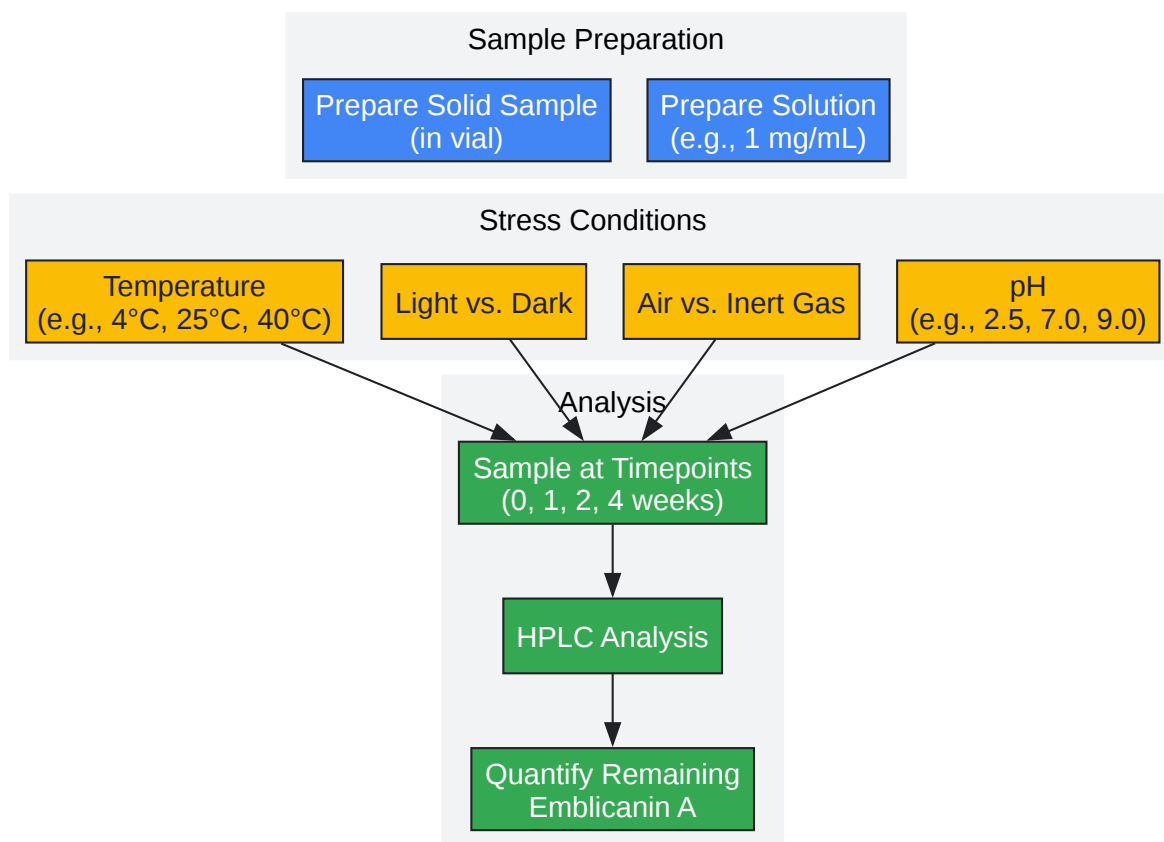 Sample Preparation
Prepare Solid Sample
(in vial)
Prepare Solution
(e.g., 1 mg/mL)
Stress Conditions
Temperature
(e.g., 4°C, 25°C, 40°C)
Light vs. Dark
Air vs. Inert Gas
pH
(e.g., 2.5, 7.0, 9.0)
Analysis
Sample at Timepoints
(0, 1, 2, 4 weeks)
HPLC Analysis
Quantify Remaining
Emblicanin A